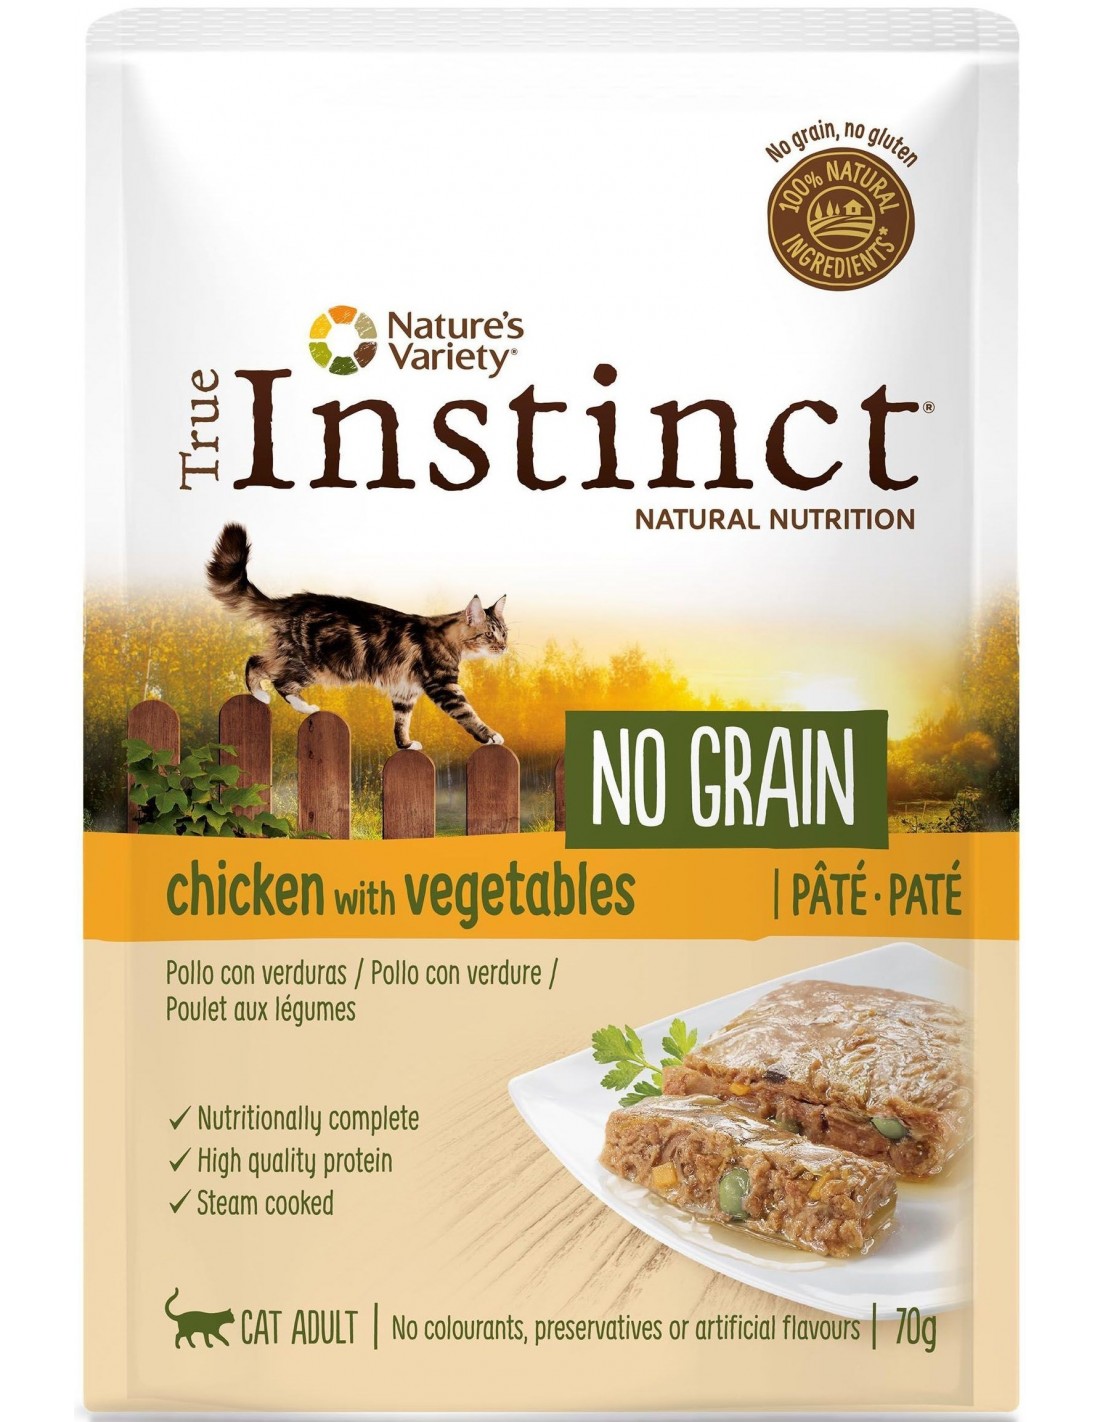 No grain, no gluten
100% NATURAL
INGREDIENTS*
Nature's
Variety®
True
Instinct®
NATURAL NUTRITION
NO GRAIN
chicken with vegetables | PÂTÉ · PATÉ
Pollo con verduras / Pollo con verdure /
Poulet aux légumes
✓ Nutritionally complete
✓ High quality protein
✓ Steam cooked
CAT ADULT | No colourants, preservatives or artificial flavours | 70g